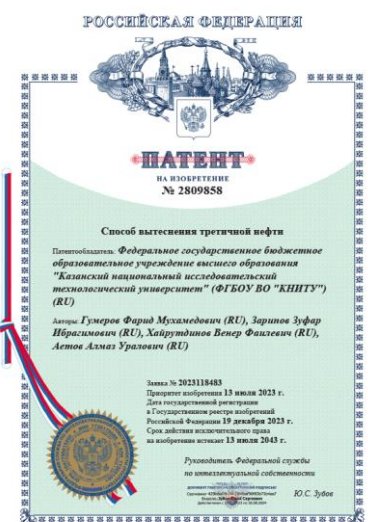 РОССИЙСКАЯ ФЕДЕРАЦИЯ
ПАТЕНТ
НА ИЗОБРЕТЕНИЕ
№ 2809858
Способ вытеснения третичной нефти
Патентообладатель: Федеральное государственное бюджетное
образовательное учреждение высшего образования
"Казанский национальный исследовательский
технологический университет" (ФГБОУ ВО "КНИТУ")
(RU)
Авторы: Гумеров Фарид Мухамедович (RU), Зарипов Зуфар
Ибрагимович (RU), Хайрутдинов Венер Фаилевич (RU),
Аетов Алмаз Уралович (RU)
Заявка № 2023118483
Приоритет изобретения 13 июля 2023 г.
Дата государственной регистрации
в Государственном реестре изобретений
Российской Федерации 19 декабря 2023 г.
Срок действия исключительного права
на изобретение истекает 13 июля 2043 г.
Руководитель Федеральной службы
по интеллектуальной собственности
Ю.С. Зубов